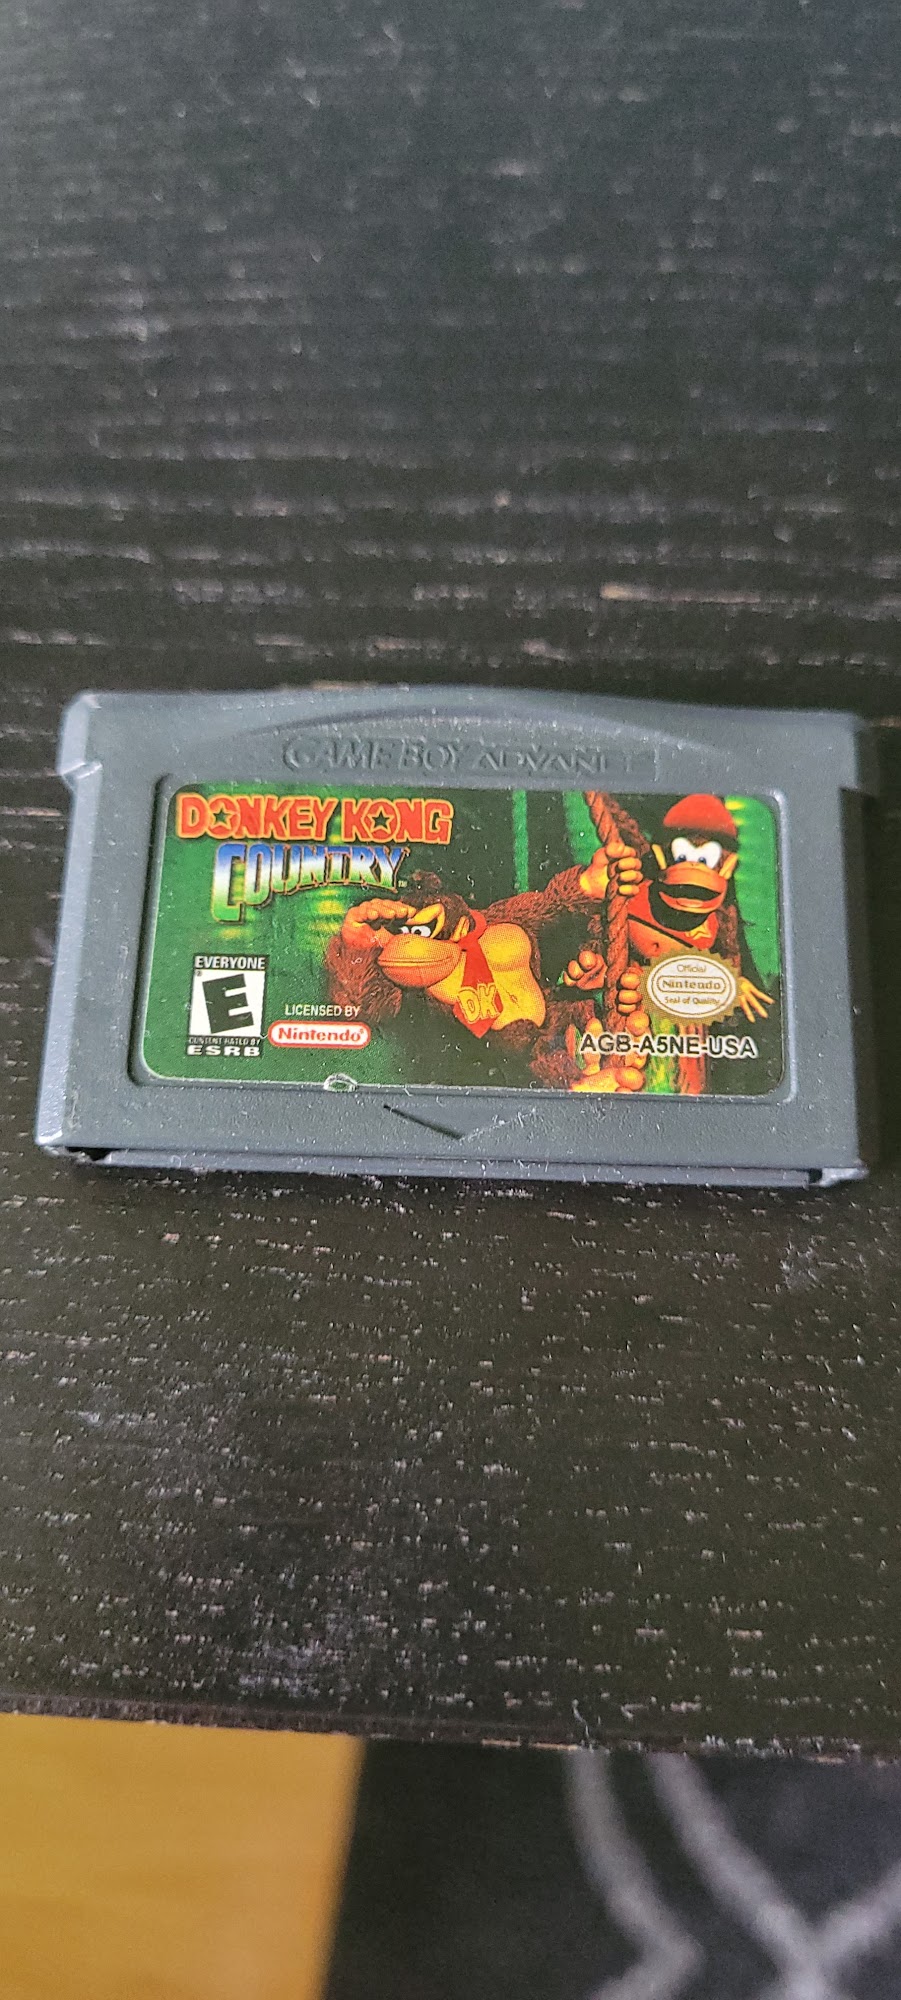 GAME BOY ADVANCE
DONKEY KONG
COUNTRY™
EVERYONE
E
CONTENT RATED BY
ESRB
LICENSED BY
Nintendo®
DK
Official
Nintendo
Seal of Quality
AGB-A5NE-USA